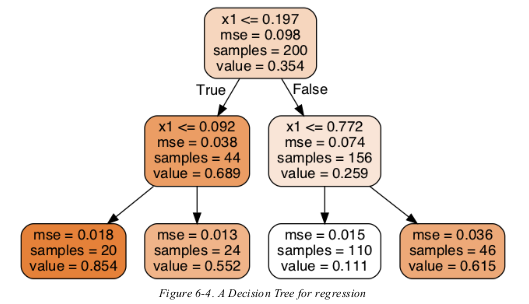 x1 <= 0.197
mse = 0.098
samples = 200
value = 0.354
True
False
x1 <= 0.092
mse = 0.038
samples = 44
value = 0.689
x1 <= 0.772
mse = 0.074
samples = 156
value = 0.259
mse = 0.018
samples = 20
value = 0.854
mse = 0.013
samples = 24
value = 0.552
mse = 0.015
samples = 110
value = 0.111
mse = 0.036
samples = 46
value = 0.615
Figure 6-4. A Decision Tree for regression